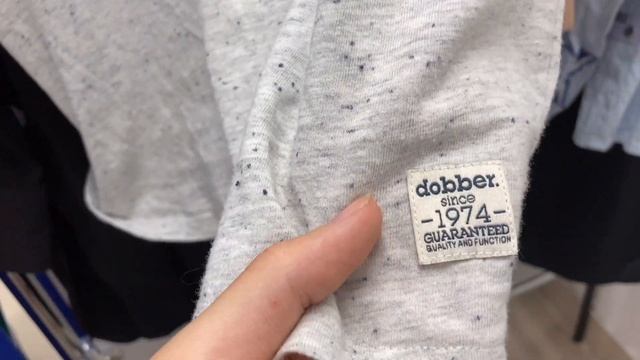 dobber.
since
-1974-
GUARANTEED
QUALITY AND FUNCTION